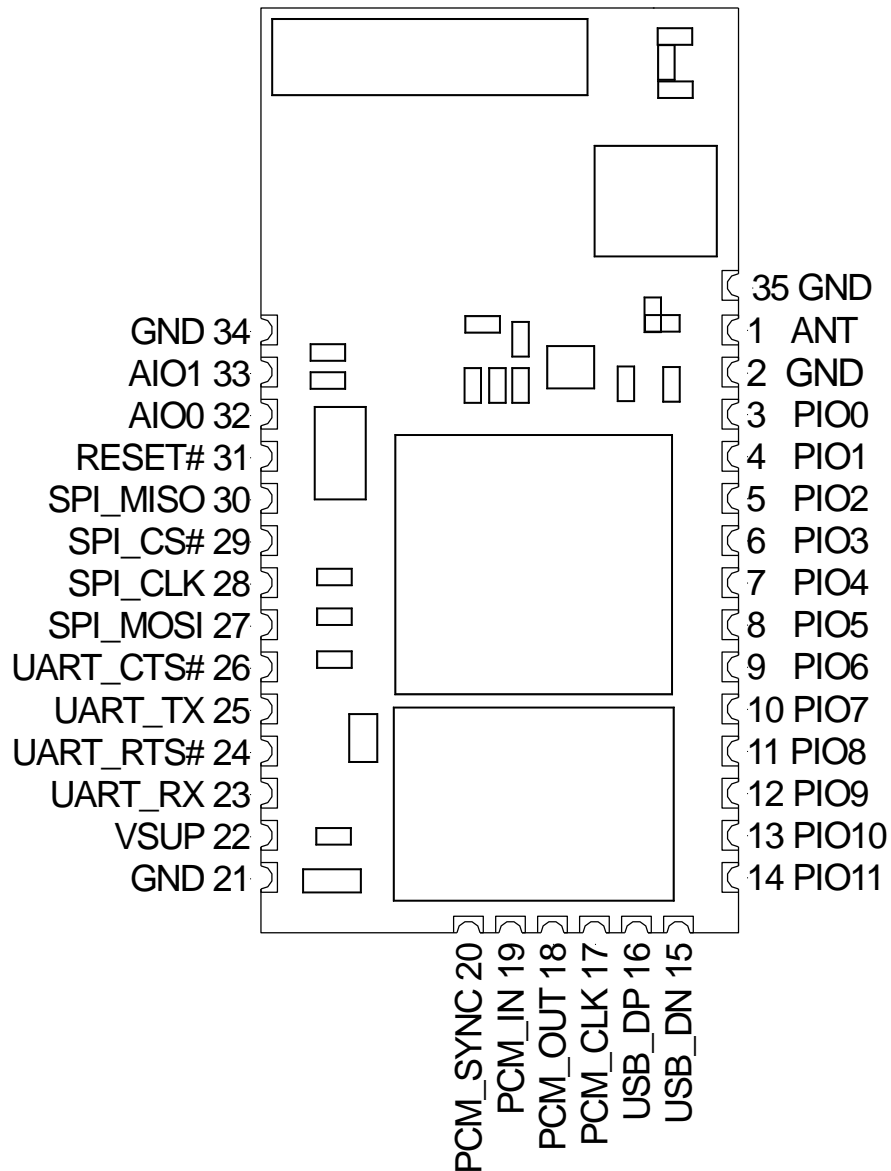 35 GND
GND 34
1 ANT
AIO1 33
2 GND
AIO0 32
3 PIO0
RESET# 31
4 PIO1
SPI_MISO 30
5 PIO2
SPI_CS# 29
6 PIO3
SPI_CLK 28
7 PIO4
SPI_MOSI 27
8 PIO5
UART_CTS# 26
9 PIO6
UART_TX 25
10 PIO7
UART_RTS# 24
11 PIO8
UART_RX 23
12 PIO9
VSUP 22
13 PIO10
GND 21
14 PIO11
PCM_SYNC 20
PCM_IN 19
PCM_OUT 18
PCM_CLK 17
USB_DP 16
USB_DN 15